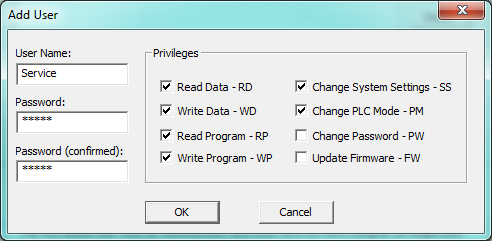 Add User
User Name:
Service
Password:
*****
Password (confirmed):
*****
Privileges
Read Data - RD
Write Data - WD
Read Program - RP
Write Program - WP
Change System Settings - SS
Change PLC Mode - PM
Change Password - PW
Update Firmware - FW
OK
Cancel